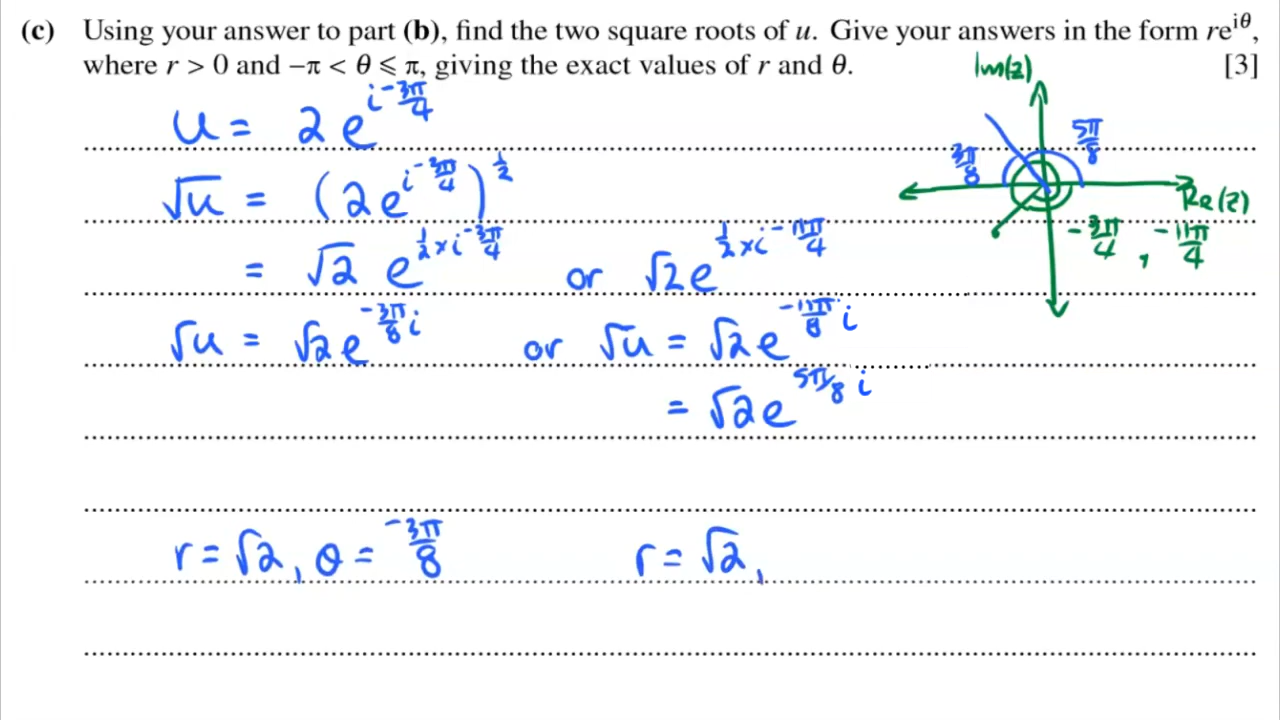 (c) Using your answer to part (b), find the two square roots of u. Give your answers in the form re^{iθ},
where r > 0 and −π < θ ⩽ π, giving the exact values of r and θ. [3]
Im(z)
u = 2e^{i -3π/4}
3π/8 5π/8
√u = (2e^{i -3π/4})^{1/2}
Re(z)
-3π/4 , -11π/4
= √2 e^{1/2 × i -3π/4} or √2e^{1/2 × i -11π/4}
√u = √2e^{-3π/8 i} or √u = √2e^{-11π/8 i}
= √2e^{5π/8 i}
r = √2, θ = -3π/8 r = √2,